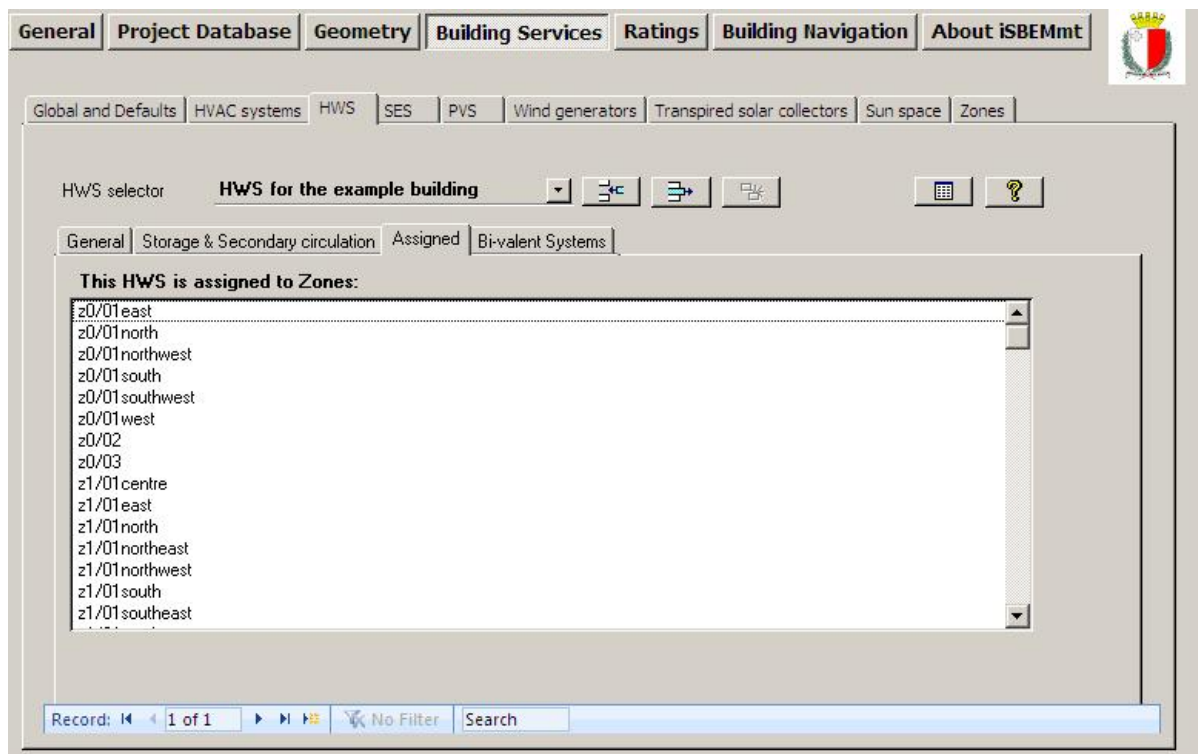 General Project Database Geometry Building Services Ratings Building Navigation About iSBEMmt
Global and Defaults HVAC systems HWS SES PVS Wind generators Transpired solar collectors Sun space Zones
HWS selector HWS for the example building
General Storage & Secondary circulation Assigned Bi-valent Systems
This HWS is assigned to Zones:
z0/01east
z0/01north
z0/01northwest
z0/01south
z0/01southwest
z0/01west
z0/02
z0/03
z1/01centre
z1/01east
z1/01north
z1/01northeast
z1/01northwest
z1/01south
z1/01southeast
Record: 1 of 1 No Filter Search